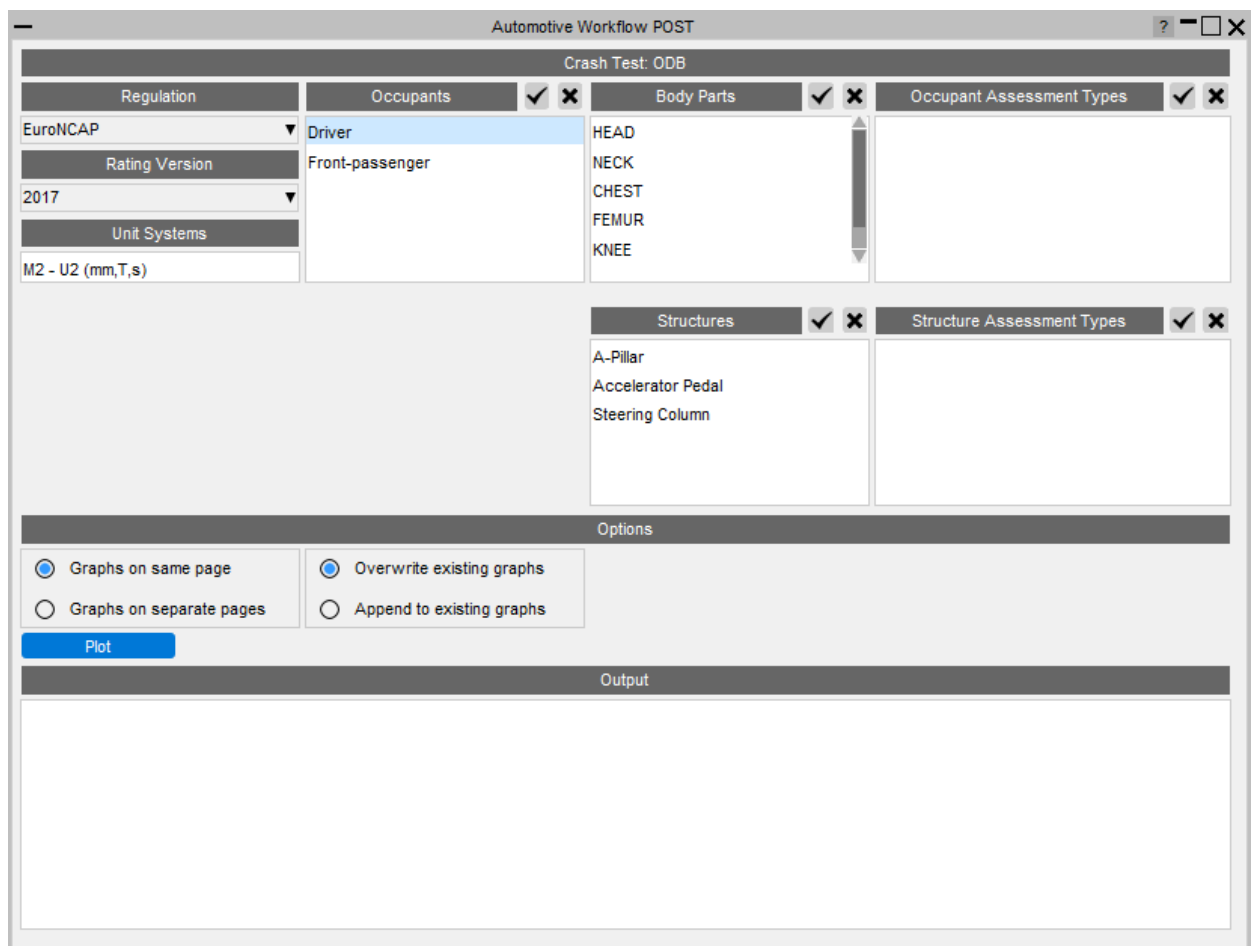 Automotive Workflow POST
?
Crash Test: ODB
Regulation
EuroNCAP
Rating Version
2017
Unit Systems
M2 - U2 (mm,T,s)
Occupants
Driver
Front-passenger
Body Parts
HEAD
NECK
CHEST
FEMUR
KNEE
Occupant Assessment Types
Structures
A-Pillar
Accelerator Pedal
Steering Column
Structure Assessment Types
Options
Graphs on same page
Graphs on separate pages
Overwrite existing graphs
Append to existing graphs
Plot
Output